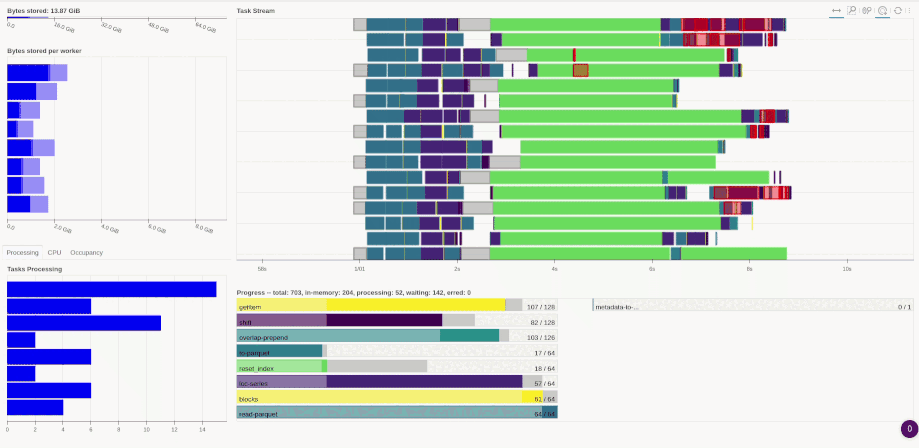 Bytes stored: 13.87 GiB
0.0 16.0 GiB 32.0 GiB 48.0 GiB 64.0 GiB
Bytes stored per worker
0.0 2.0 GiB 4.0 GiB 6.0 GiB 8.0 GiB
Processing CPU Occupancy
Tasks Processing
0 2 4 6 8 10 12 14
Task Stream
58s 1/01 2s 4s 6s 8s 10s
Progress -- total: 703, in-memory: 204, processing: 52, waiting: 142, erred: 0
getitem 107 / 128
shift 82 / 128
overlap-prepend 103 / 126
to-parquet 17 / 64
reset_index 18 / 64
loc-series 57 / 64
blocks 61 / 64
read-parquet 64 / 64
metadata-to-... 0 / 1
0